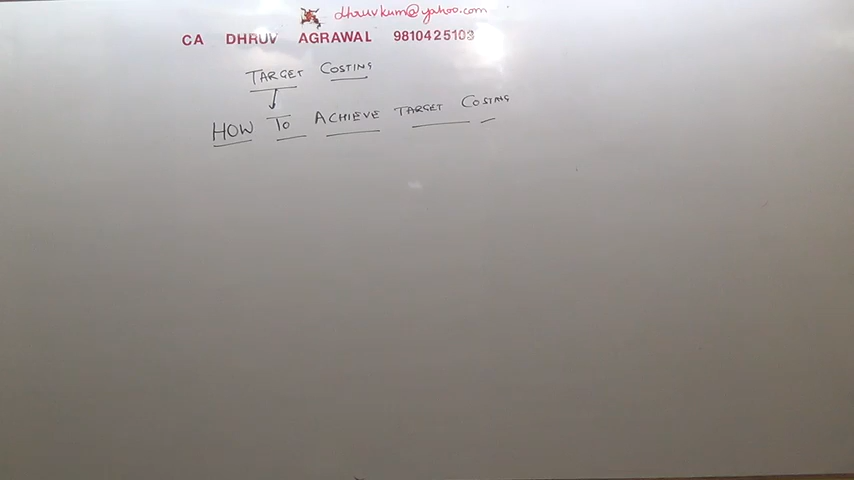 dhruvkum@yahoo.com
CA DHRUV AGRAWAL 9810425103
TARGET COSTING
HOW TO ACHIEVE TARGET COSTING